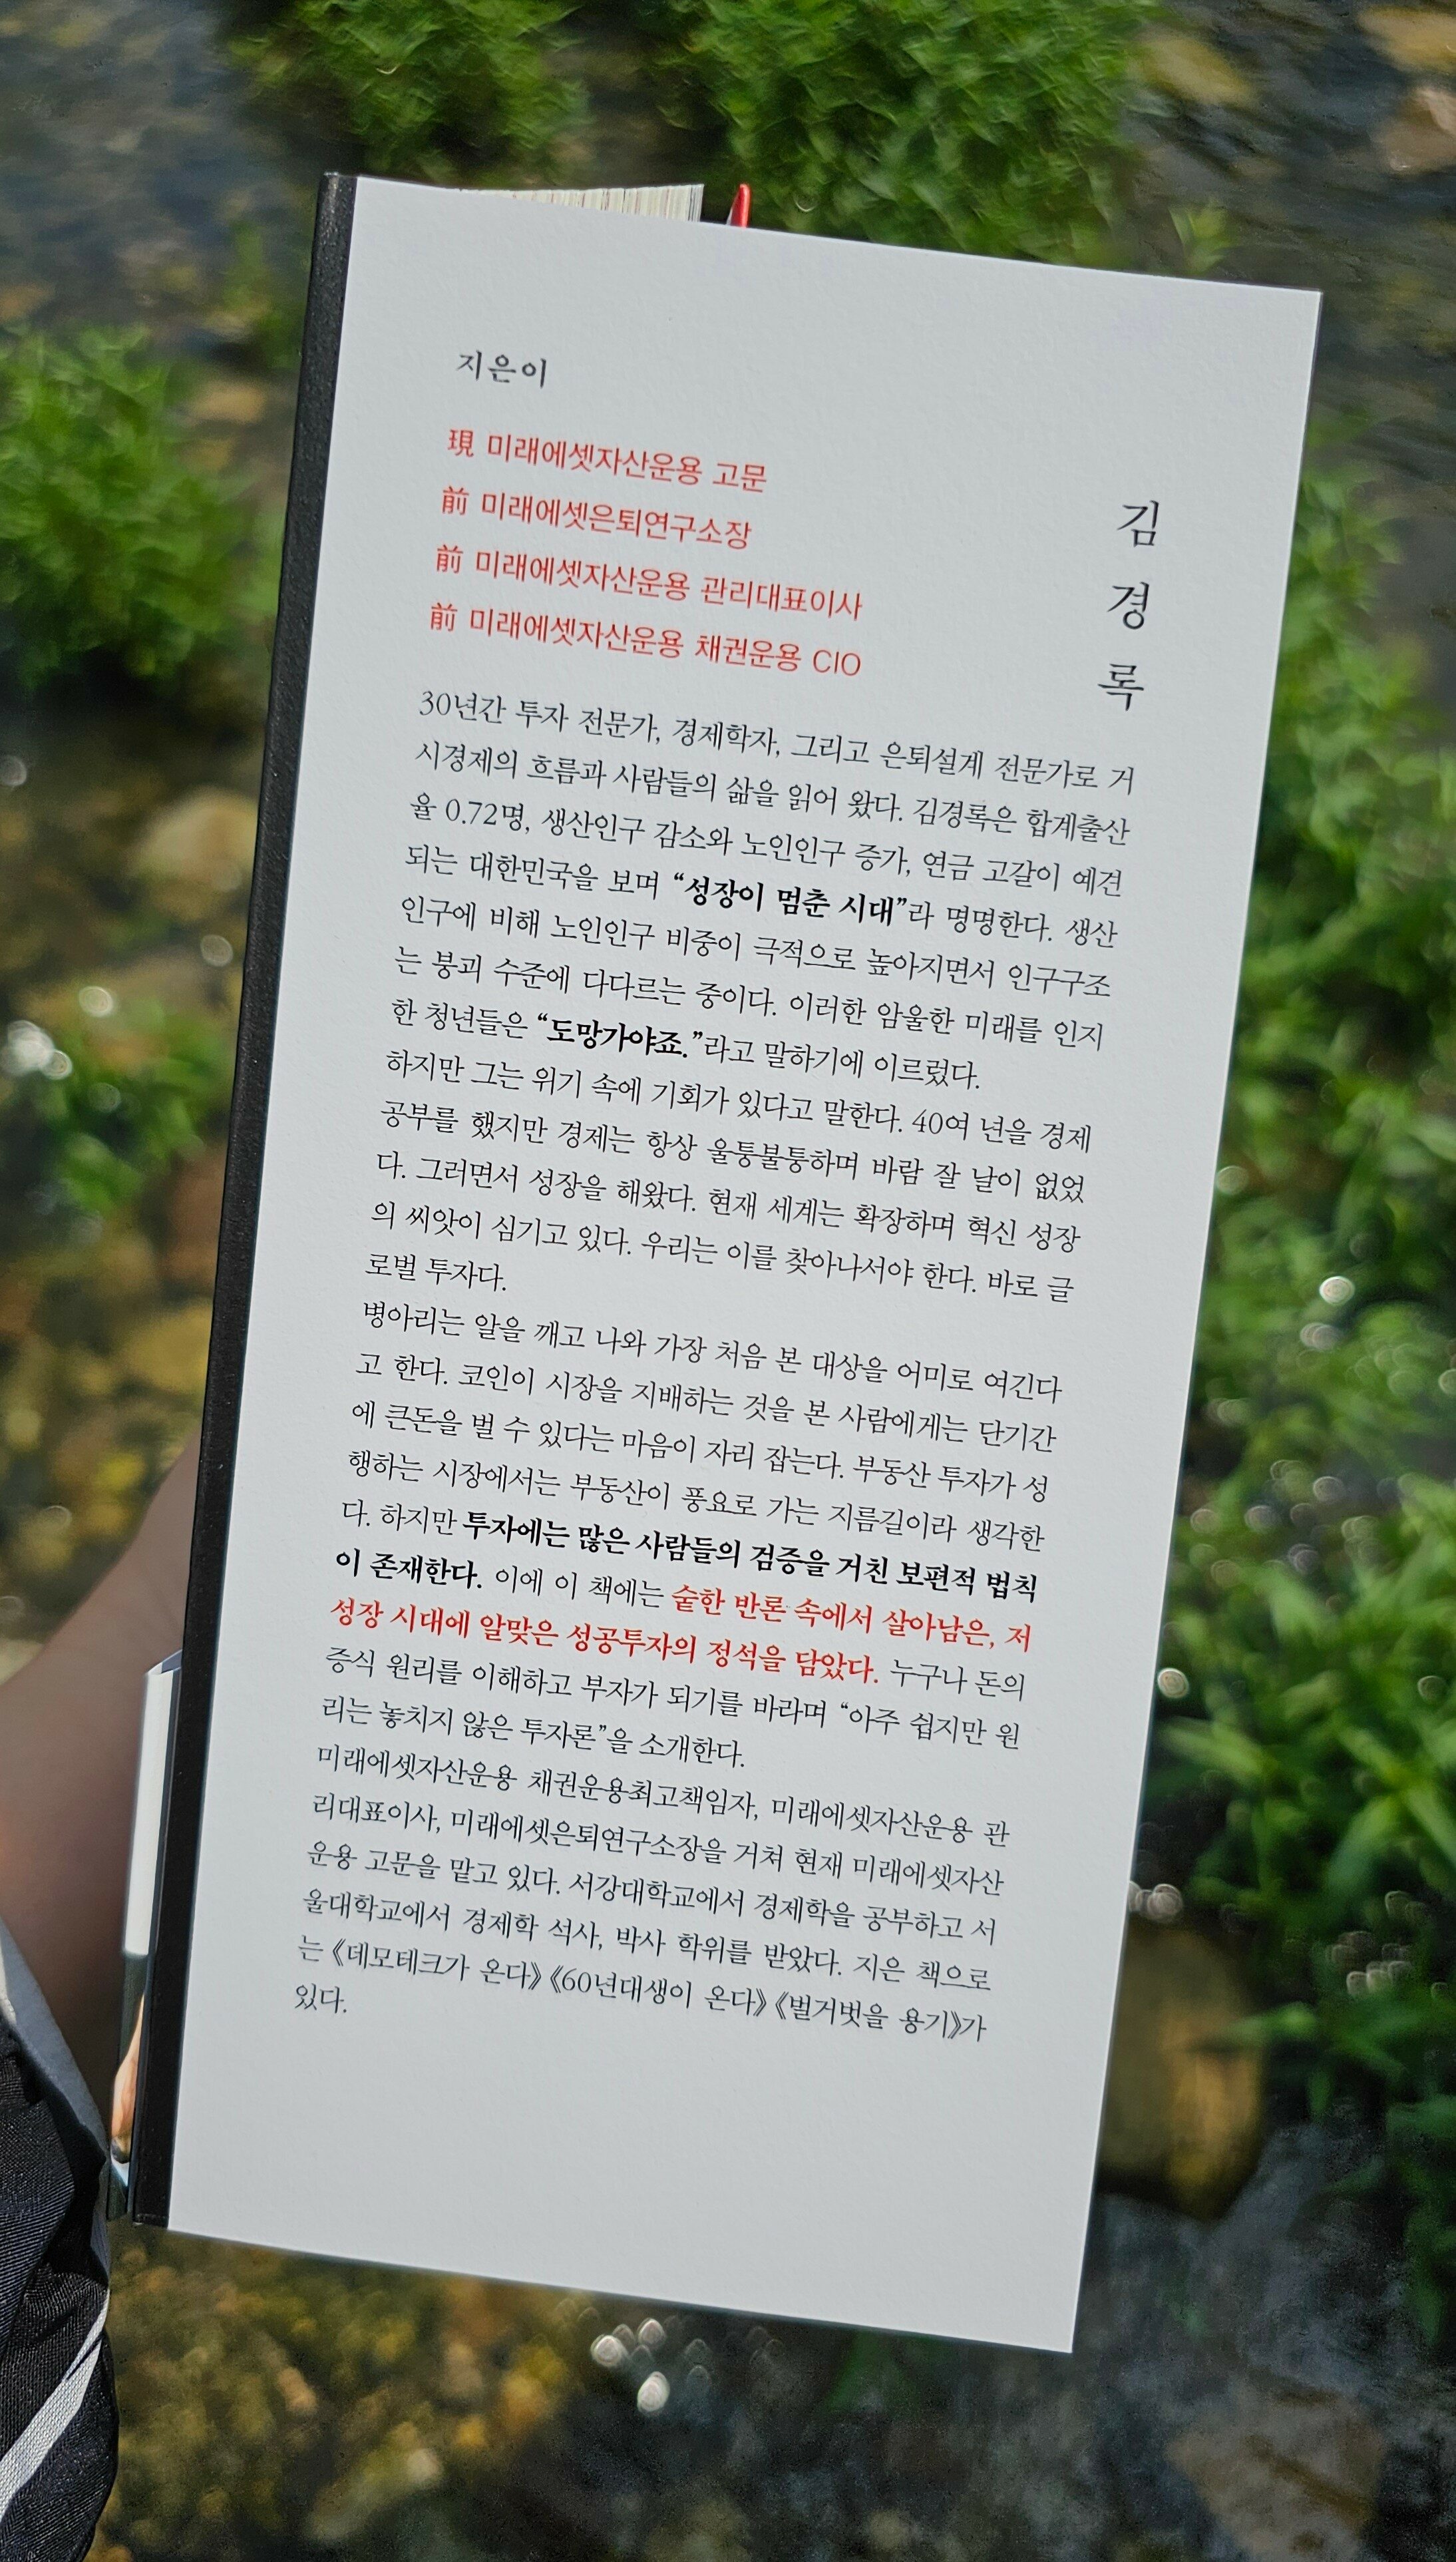 지은이
김경록
現 미래에셋자산운용 고문
前 미래에셋은퇴연구소장
前 미래에셋자산운용 관리대표이사
前 미래에셋자산운용 채권운용 CIO
30년간 투자 전문가, 경제학자, 그리고 은퇴설계 전문가로 거
시경제의 흐름과 사람들의 삶을 읽어 왔다. 김경록은 합계출산
율 0.72명, 생산인구 감소와 노인인구 증가, 연금 고갈이 예견
되는 대한민국을 보며 “성장이 멈춘 시대”라 명명한다. 생산
인구에 비해 노인인구 비중이 극적으로 높아지면서 인구구조
는 붕괴 수준에 다다르는 중이다. 이러한 암울한 미래를 인지
한 청년들은 “도망가야죠.”라고 말하기에 이르렀다.
하지만 그는 위기 속에 기회가 있다고 말한다. 40여 년을 경제
공부를 했지만 경제는 항상 울퉁불퉁하며 바람 잘 날이 없었
다. 그러면서 성장을 해왔다. 현재 세계는 확장하며 혁신 성장
의 씨앗이 심기고 있다. 우리는 이를 찾아나서야 한다. 바로 글
로벌 투자다.
병아리는 알을 깨고 나와 가장 처음 본 대상을 어미로 여긴다
고 한다. 코인이 시장을 지배하는 것을 본 사람에게는 단기간
에 큰돈을 벌 수 있다는 마음이 자리 잡는다. 부동산 투자가 성
행하는 시장에서는 부동산이 풍요로 가는 지름길이라 생각한
다. 하지만 투자에는 많은 사람들의 검증을 거친 보편적 법칙
이 존재한다. 이에 이 책에는 숱한 반론 속에서 살아남은, 저
성장 시대에 알맞은 성공투자의 정석을 담았다. 누구나 돈의
증식 원리를 이해하고 부자가 되기를 바라며 “아주 쉽지만 원
리는 놓치지 않은 투자론”을 소개한다.
미래에셋자산운용 채권운용최고책임자, 미래에셋자산운용 관
리대표이사, 미래에셋은퇴연구소장을 거쳐 현재 미래에셋자산
운용 고문을 맡고 있다. 서강대학교에서 경제학을 공부하고 서
울대학교에서 경제학 석사, 박사 학위를 받았다. 지은 책으로
는 《데모테크가 온다》 《60년대생이 온다》 《벌거벗을 용기》가
있다.